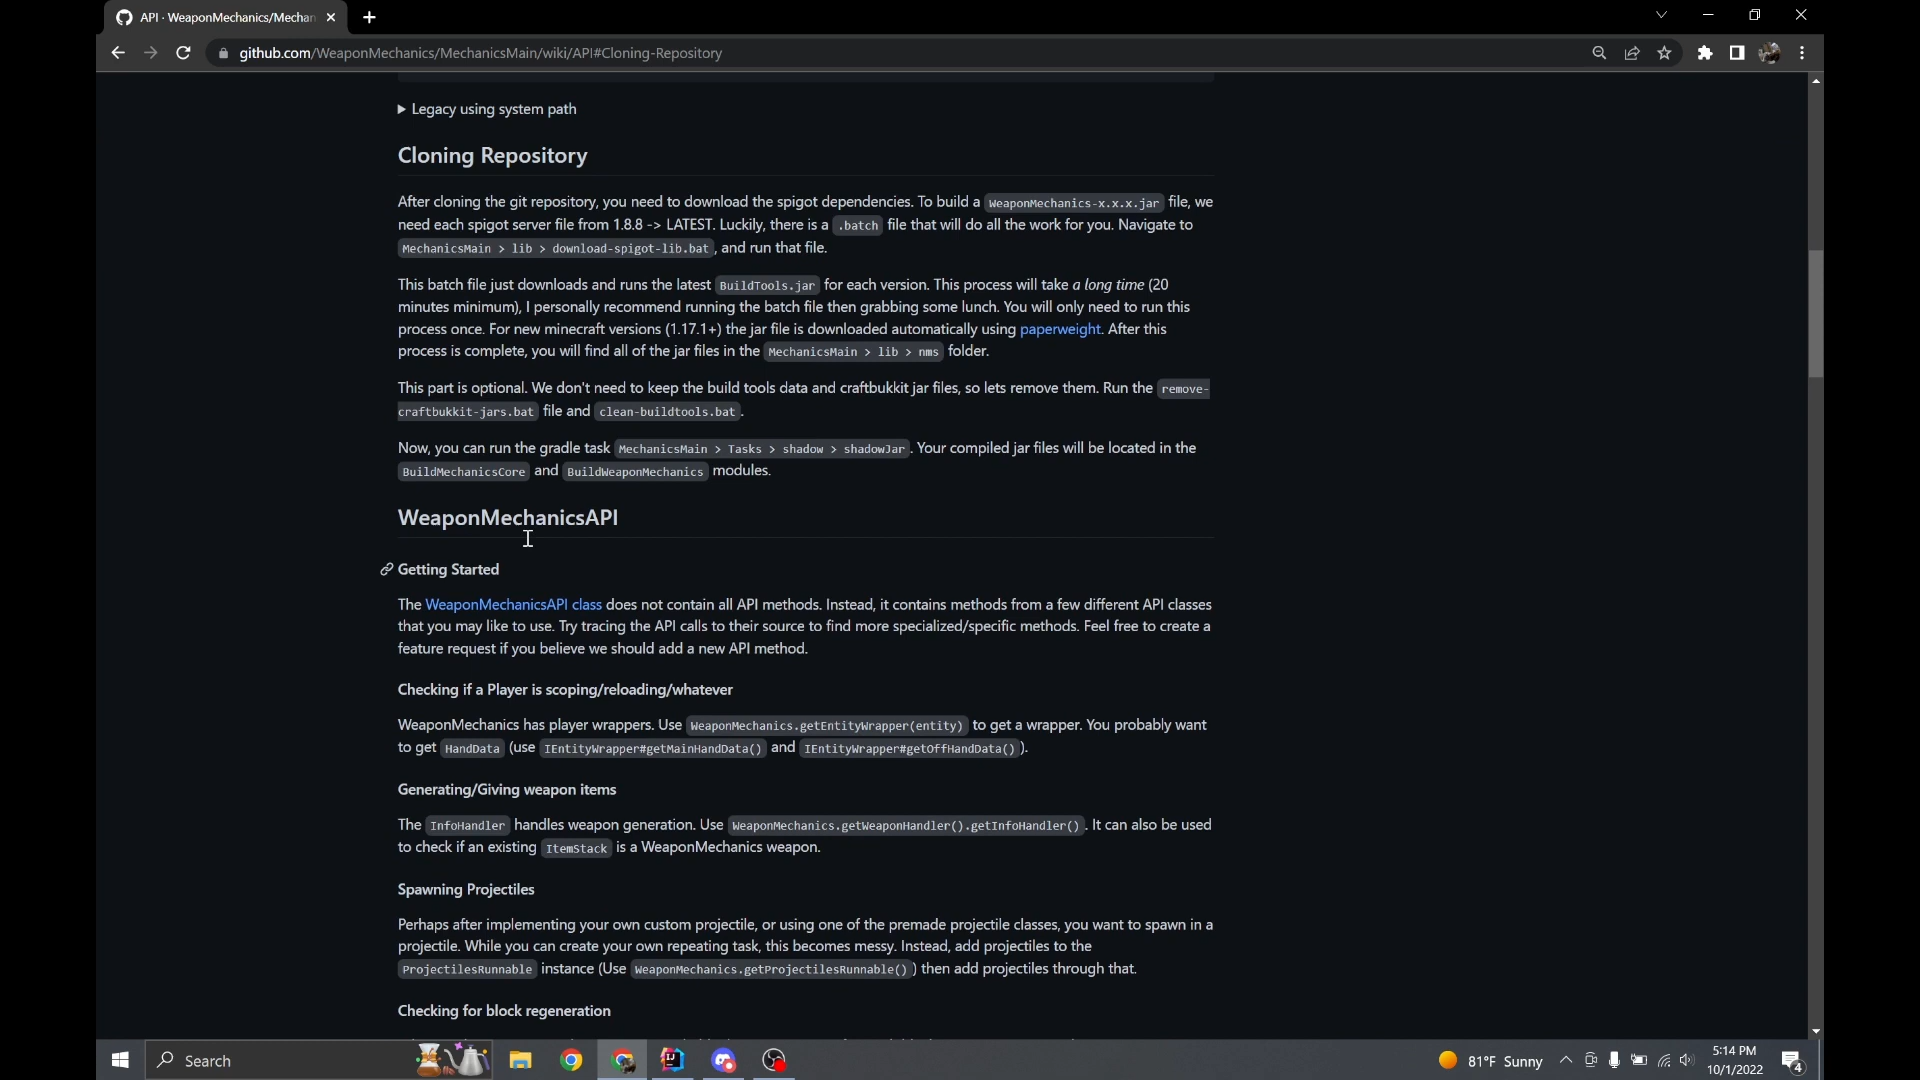 API · WeaponMechanics/Mechan
github.com/WeaponMechanics/MechanicsMain/wiki/API#Cloning-Repository
Legacy using system path
Cloning Repository
After cloning the git repository, you need to download the spigot dependencies. To build a WeaponMechanics-x.x.x.jar file, we
need each spigot server file from 1.8.8 -> LATEST. Luckily, there is a .batch file that will do all the work for you. Navigate to
MechanicsMain > lib > download-spigot-lib.bat, and run that file.
This batch file just downloads and runs the latest BuildTools.jar for each version. This process will take a long time (20
minutes minimum), I personally recommend running the batch file then grabbing some lunch. You will only need to run this
process once. For new minecraft versions (1.17.1+) the jar file is downloaded automatically using paperweight. After this
process is complete, you will find all of the jar files in the MechanicsMain > lib > nms folder.
This part is optional. We don't need to keep the build tools data and craftbukkit jar files, so lets remove them. Run the remove-
craftbukkit-jars.bat file and clean-buildtools.bat.
Now, you can run the gradle task MechanicsMain > Tasks > shadow > shadowJar. Your compiled jar files will be located in the
BuildMechanicsCore and BuildWeaponMechanics modules.
WeaponMechanicsAPI
Getting Started
The WeaponMechanicsAPI class does not contain all API methods. Instead, it contains methods from a few different API classes
that you may like to use. Try tracing the API calls to their source to find more specialized/specific methods. Feel free to create a
feature request if you believe we should add a new API method.
Checking if a Player is scoping/reloading/whatever
WeaponMechanics has player wrappers. Use WeaponMechanics.getEntityWrapper(entity) to get a wrapper. You probably want
to get HandData (use IEntityWrapper#getMainHandData() and IEntityWrapper#getOffHandData()).
Generating/Giving weapon items
The InfoHandler handles weapon generation. Use WeaponMechanics.getWeaponHandler().getInfoHandler(). It can also be used
to check if an existing ItemStack is a WeaponMechanics weapon.
Spawning Projectiles
Perhaps after implementing your own custom projectile, or using one of the premade projectile classes, you want to spawn in a
projectile. While you can create your own repeating task, this becomes messy. Instead, add projectiles to the
ProjectilesRunnable instance (Use WeaponMechanics.getProjectilesRunnable()) then add projectiles through that.
Checking for block regeneration
Search
81°F Sunny
5:14 PM
10/1/2022
4